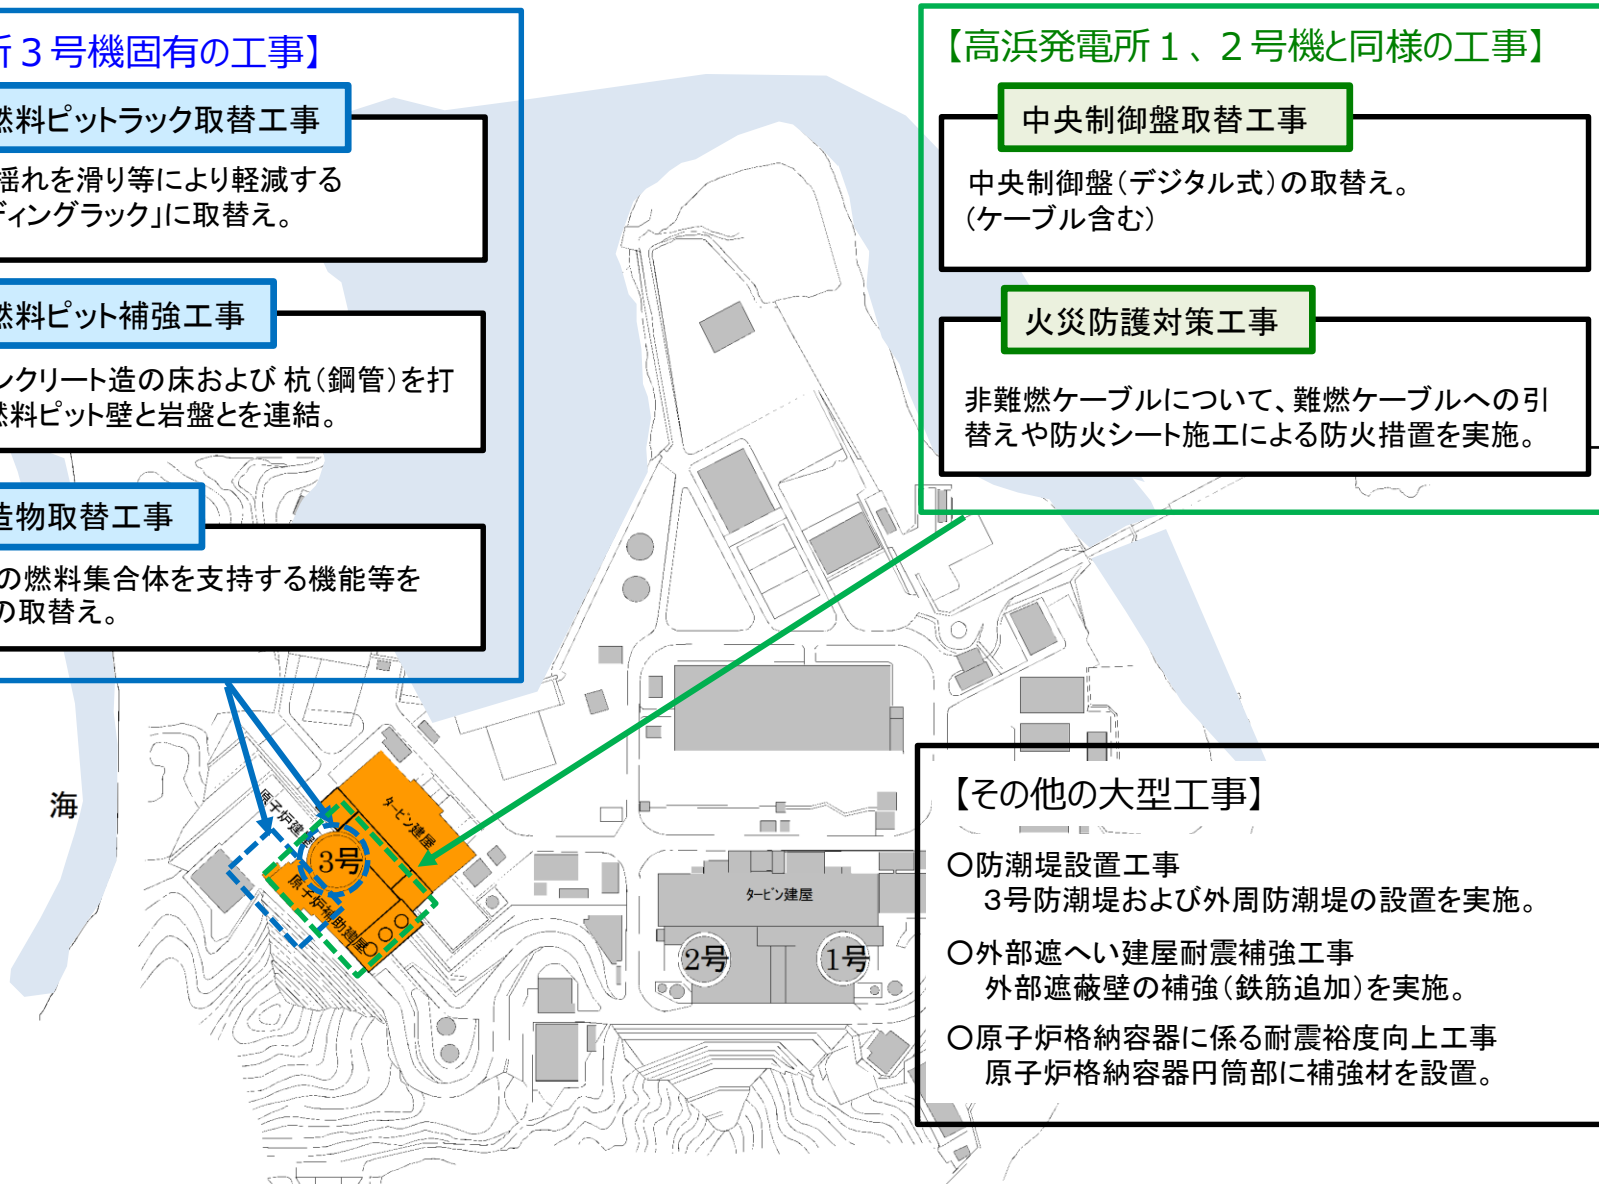 所３号機固有の工事】
燃料ピットラック取替工事
揺れを滑り等により軽減する
ディングラック」に取替え。
燃料ピット補強工事
ンクリート造の床および 杭(鋼管)を打
燃料ピット壁と岩盤とを連結。
造物取替工事
の燃料集合体を支持する機能等を
の取替え。
【高浜発電所１、２号機と同様の工事】
中央制御盤取替工事
中央制御盤(デジタル式)の取替え。
(ケーブル含む)
火災防護対策工事
非難燃ケーブルについて、難燃ケーブルへの引
替えや防火シート施工による防火措置を実施。
海
原子炉建屋
タービン建屋
3号
原子炉補助建屋
タービン建屋
2号
1号
【その他の大型工事】
〇防潮堤設置工事
３号防潮堤および外周防潮堤の設置を実施。
〇外部遮へい建屋耐震補強工事
外部遮蔽壁の補強(鉄筋追加)を実施。
〇原子炉格納容器に係る耐震裕度向上工事
原子炉格納容器円筒部に補強材を設置。